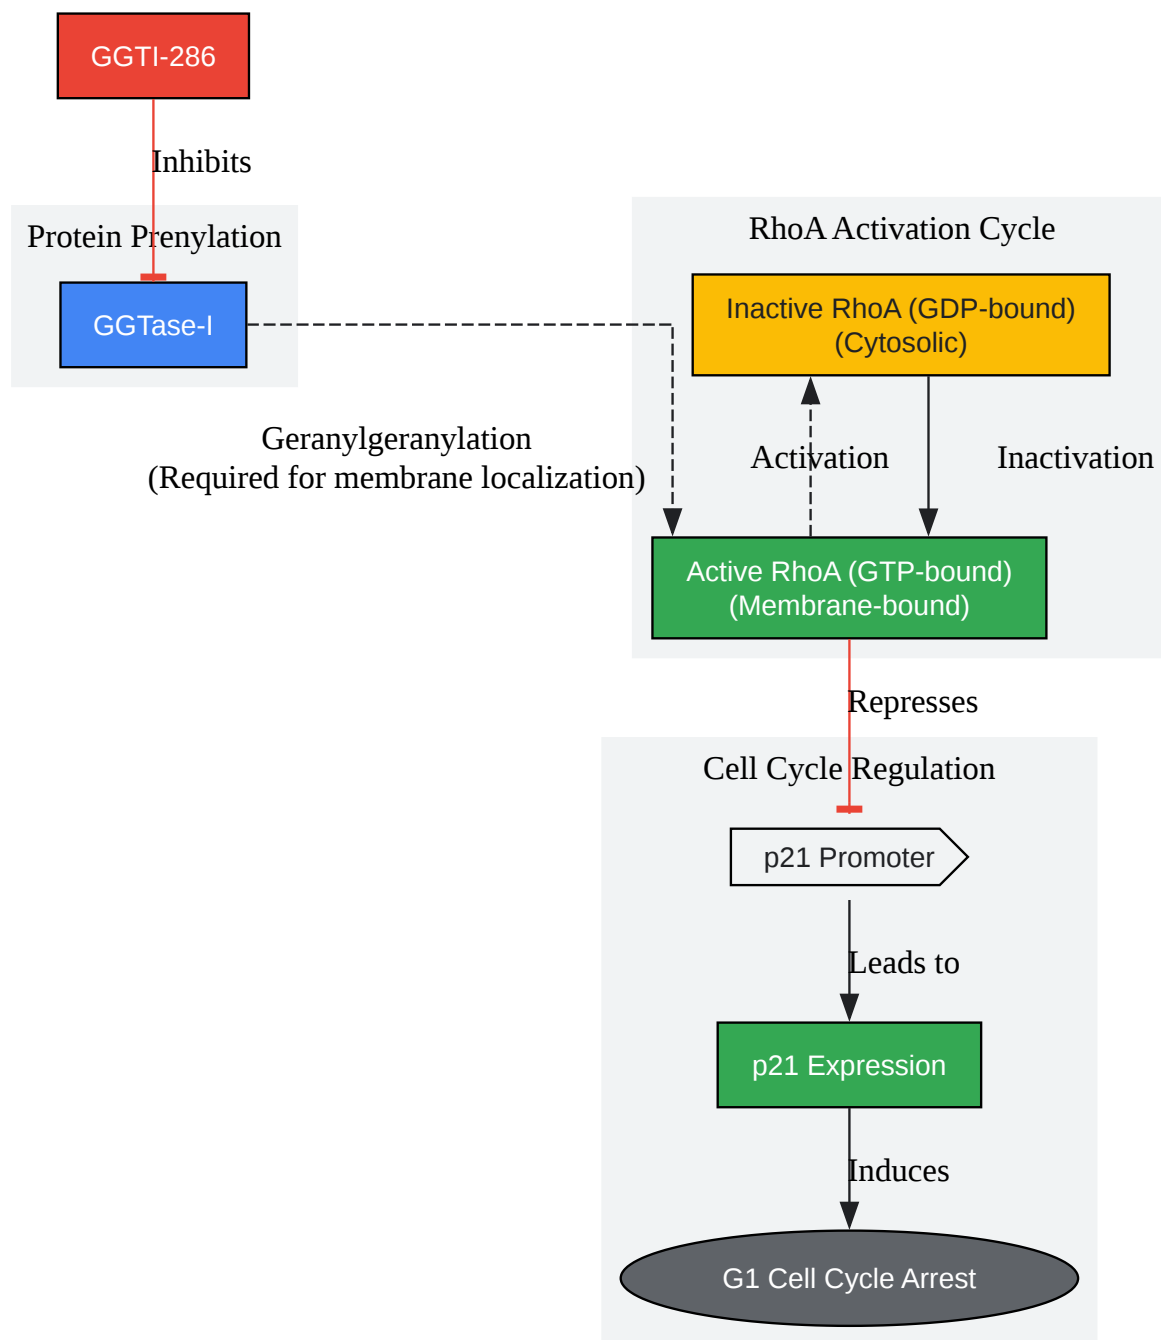 GGTI-286
Inhibits
Protein Prenylation
GGTase-I
Geranylgeranylation
(Required for membrane localization)
RhoA Activation Cycle
Inactive RhoA (GDP-bound)
(Cytosolic)
Activation
Inactivation
Active RhoA (GTP-bound)
(Membrane-bound)
Represses
Cell Cycle Regulation
p21 Promoter
Leads to
p21 Expression
Induces
G1 Cell Cycle Arrest